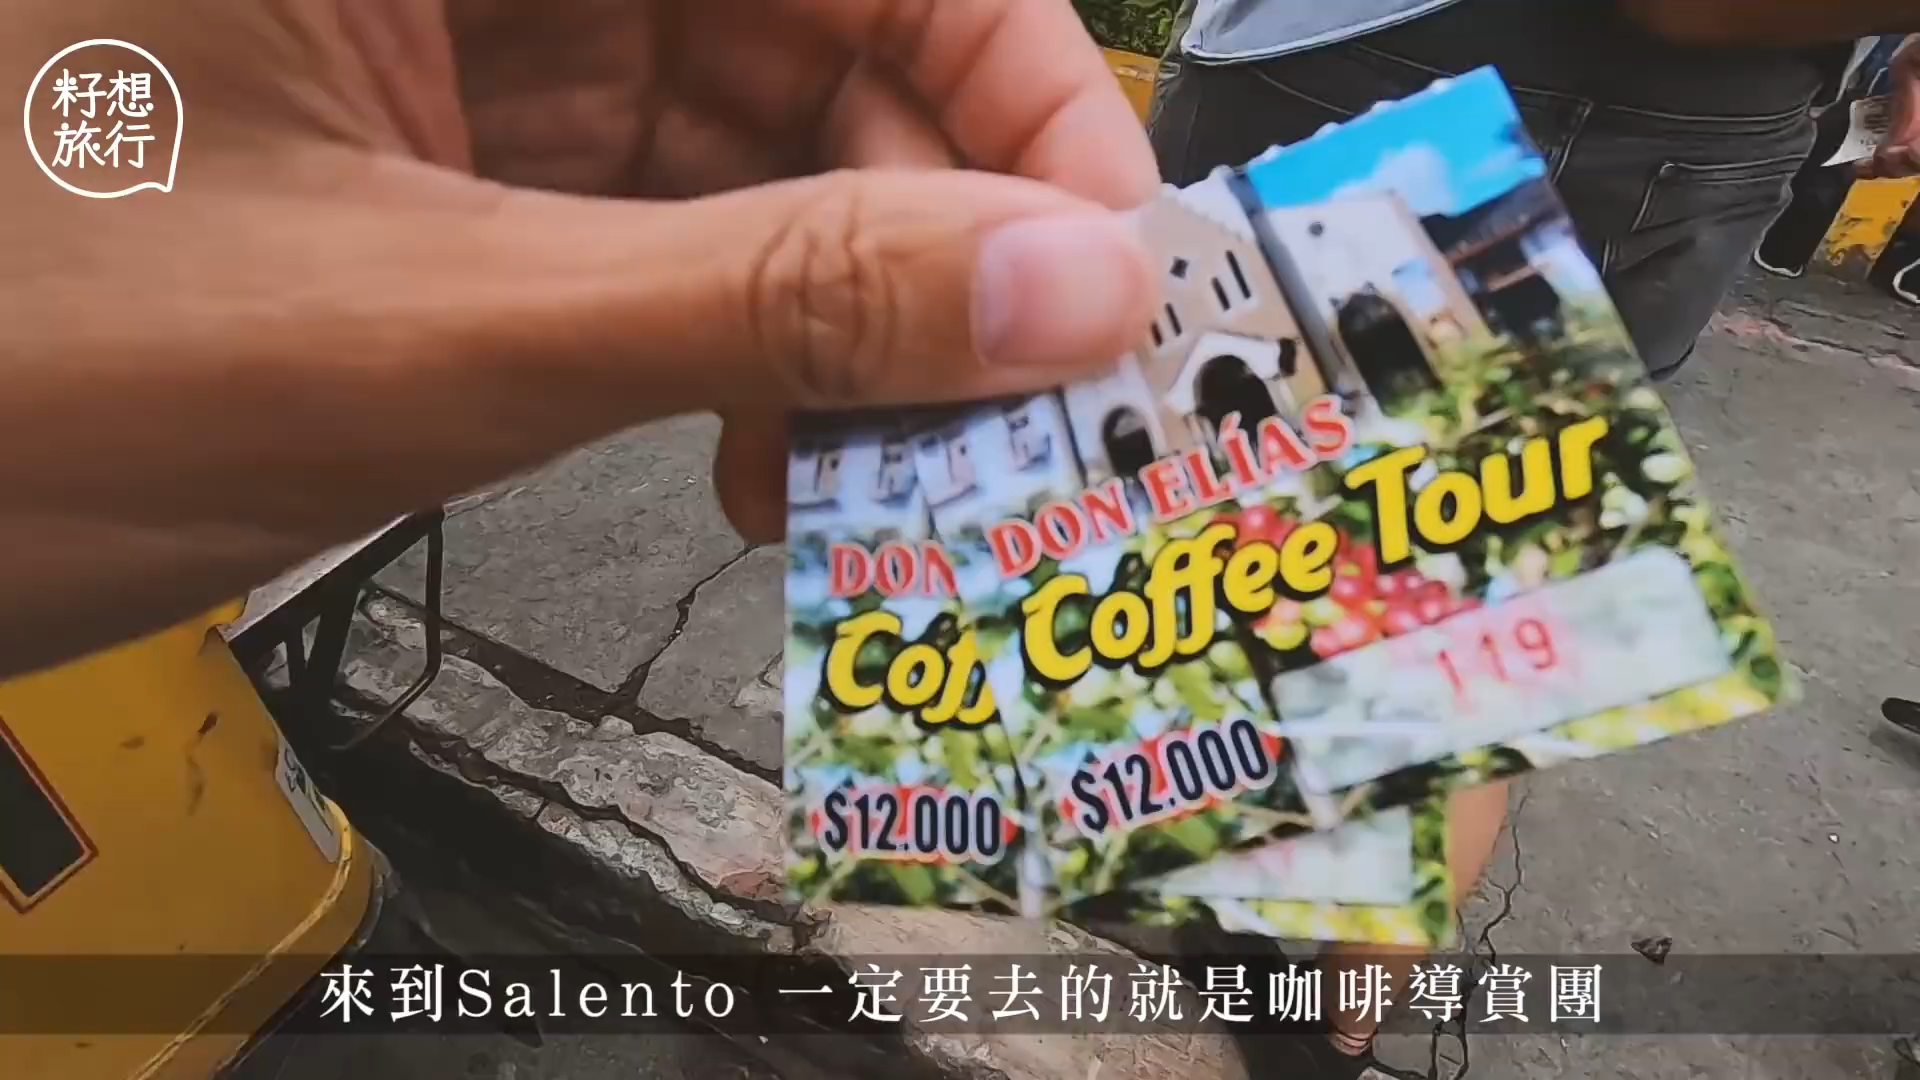 籽想
旅行
DON
DON ELÍAS
Cof
Coffee Tour
119
$12.000
$12.000
來到Salento 一定要去的就是咖啡導賞團